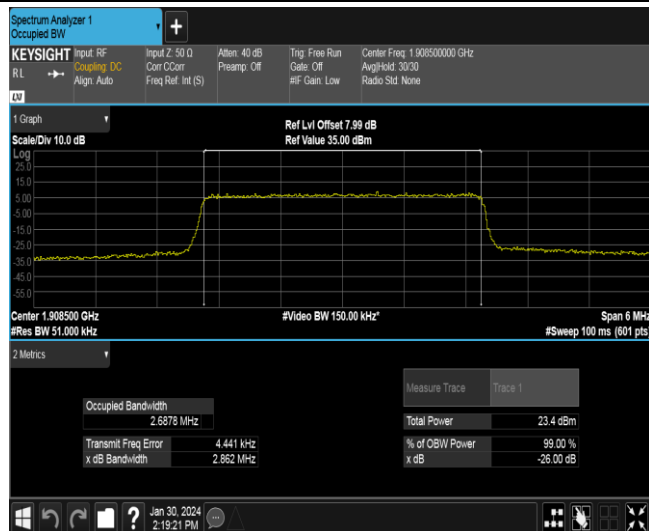 Spectrum Analyzer 1
Occupied BW
+
KEYSIGHT
RL
Input: RF
Coupling: DC
Align: Auto
Input Z: 50 Ω
Corr CCorr
Freq Ref: Int (S)
Atten: 40 dB
Preamp: Off
Trig: Free Run
Gate: Off
#IF Gain: Low
Center Freq: 1.908500000 GHz
Avg|Hold: 30/30
Radio Std: None
1 Graph
Scale/Div 10.0 dB
Ref Lvl Offset 7.99 dB
Ref Value 35.00 dBm
Log
25.0
15.0
5.00
-5.00
-15.0
-25.0
-35.0
-45.0
-55.0
Center 1.908500 GHz
#Video BW 150.00 kHz*
Span 6 MHz
#Res BW 51.000 kHz
#Sweep 100 ms (601 pts)
2 Metrics
Measure Trace Trace 1
Occupied Bandwidth
2.6878 MHz
Total Power 23.4 dBm
Transmit Freq Error 4.441 kHz
% of OBW Power 99.00 %
x dB Bandwidth 2.862 MHz
x dB -26.00 dB
?
Jan 30, 2024
2:19:21 PM